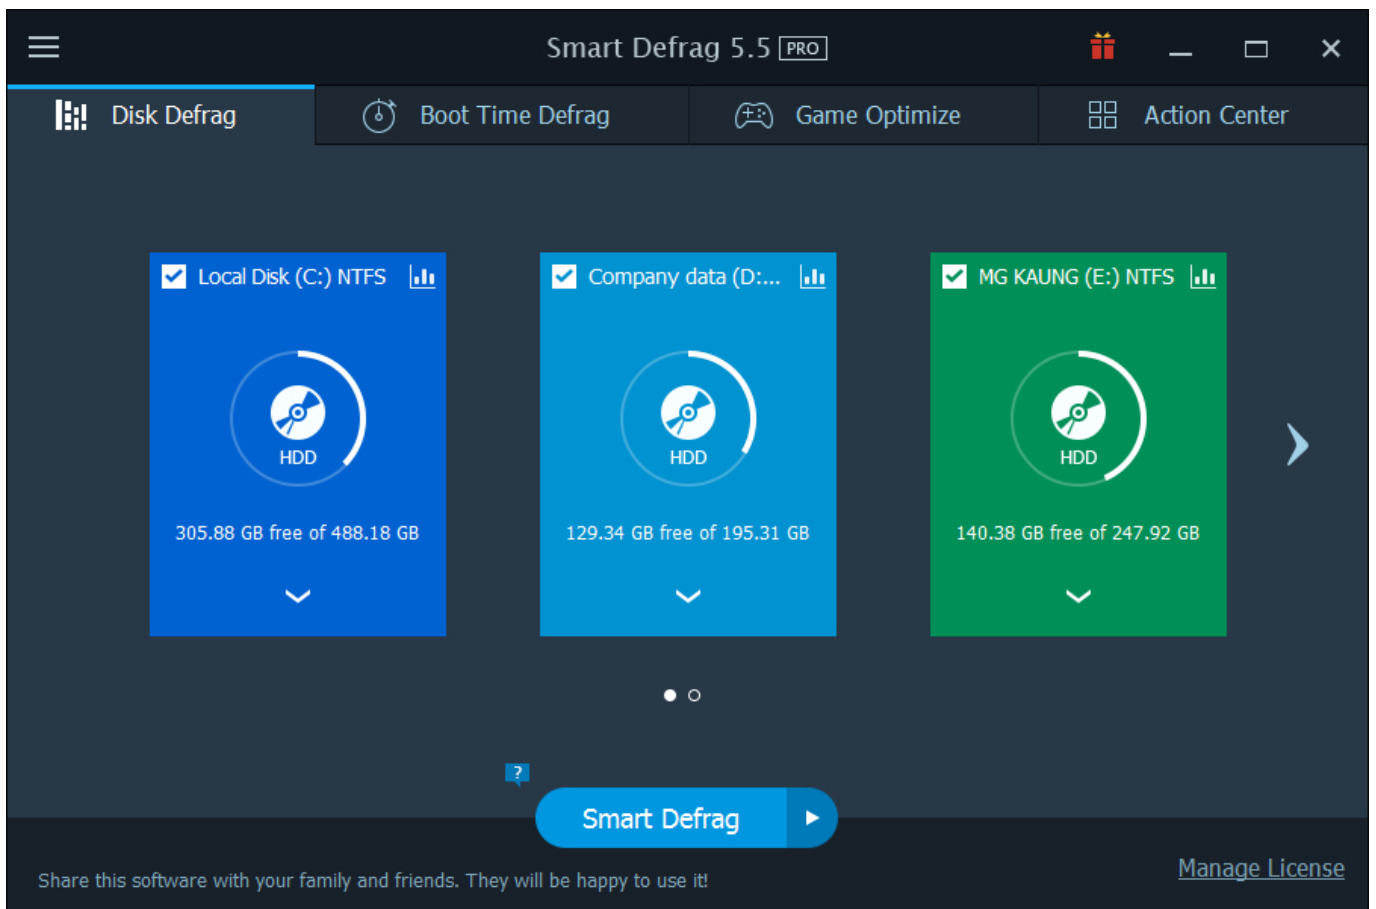 Smart Defrag 5.5 PRO
Disk Defrag
Boot Time Defrag
Game Optimize
Action Center
Local Disk (C:) NTFS
HDD
305.88 GB free of 488.18 GB
Company data (D:...
HDD
129.34 GB free of 195.31 GB
MG KAUNG (E:) NTFS
HDD
140.38 GB free of 247.92 GB
?
Smart Defrag
Share this software with your family and friends. They will be happy to use it!
Manage License